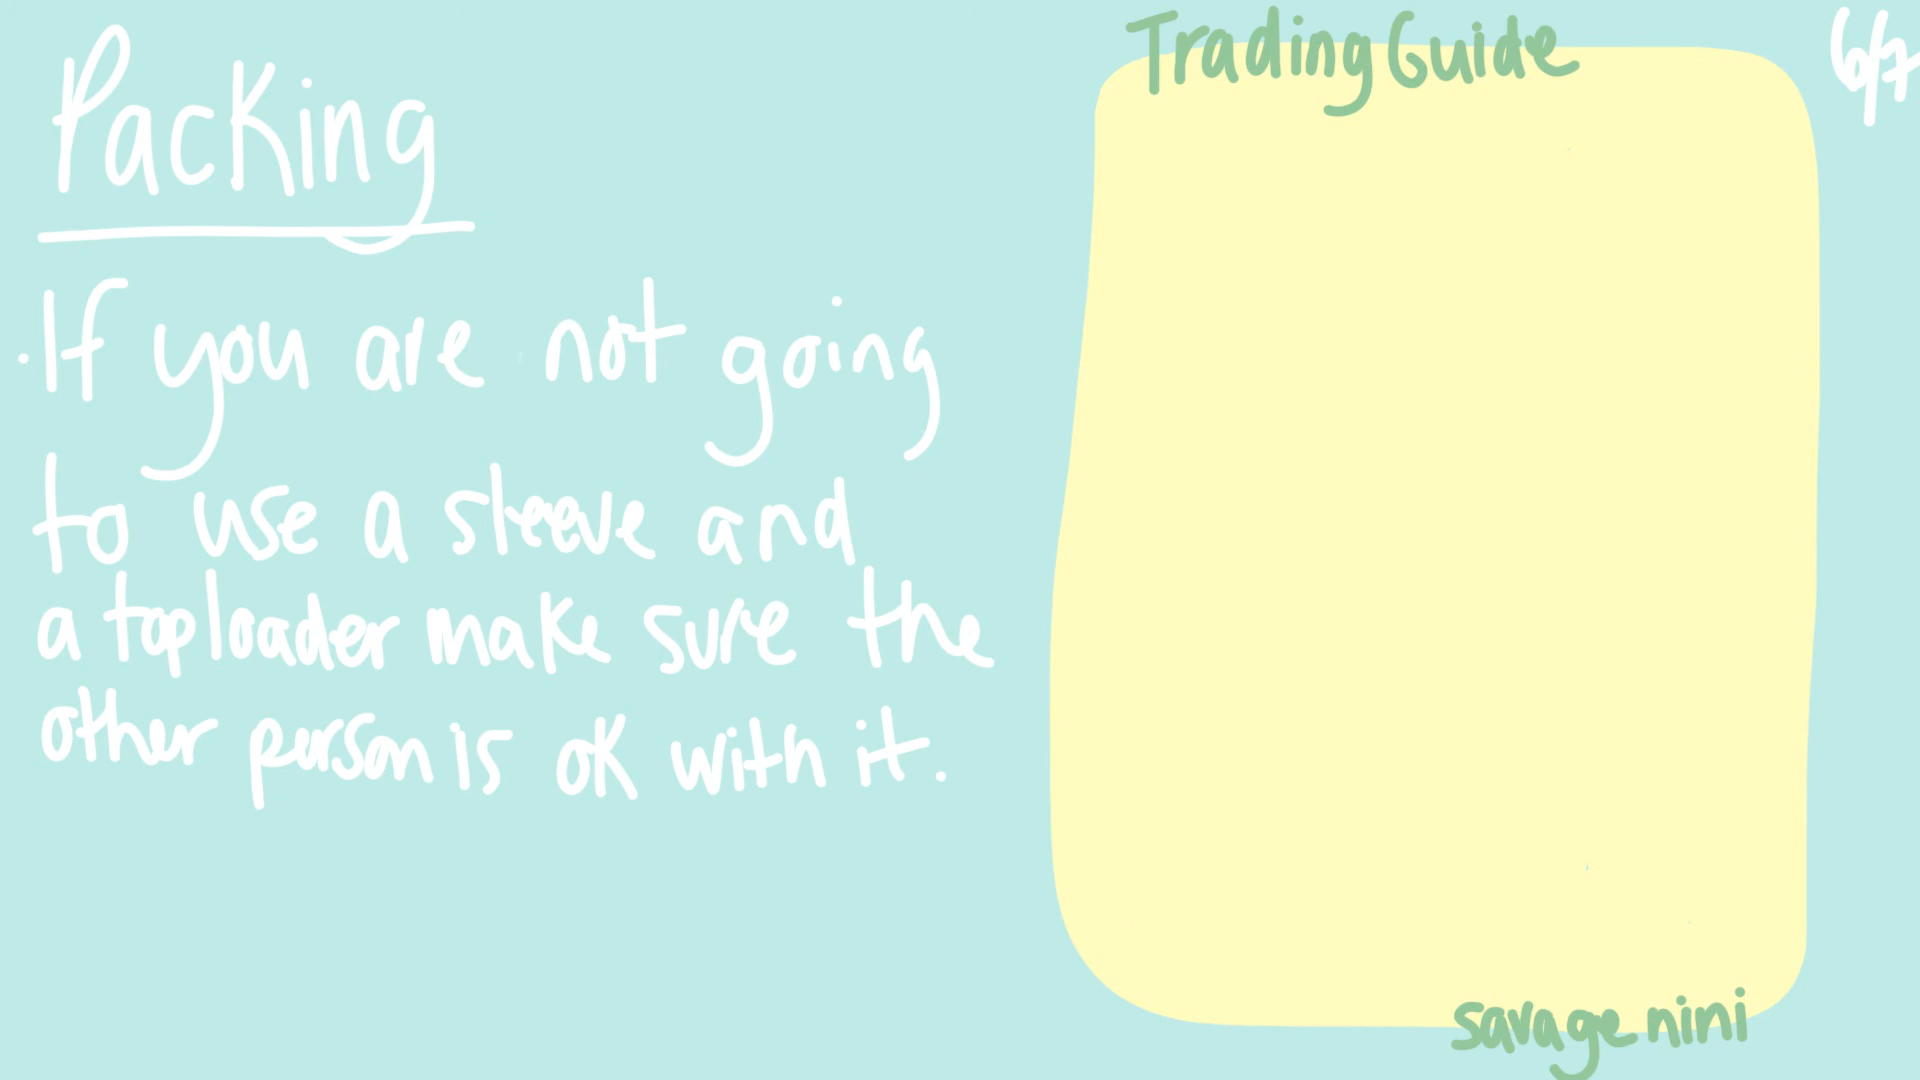 Packing
·If you are not going
to use a sleeve and
a toploader make sure the
other person is ok with it.
Trading Guide
6/7
savage nini